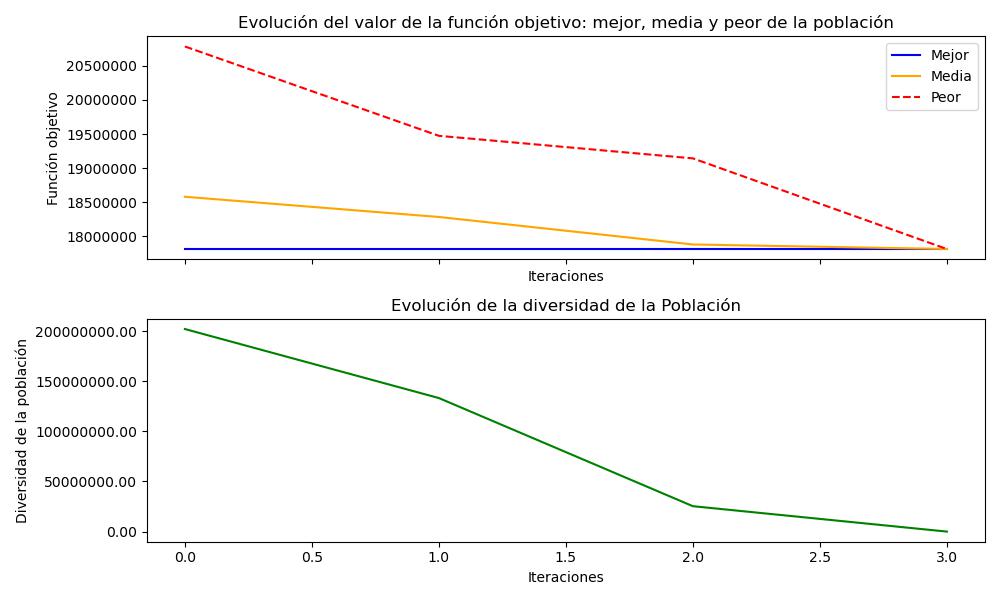 Evolución del valor de la función objetivo: mejor, media y peor de la población
Función objetivo
20500000
20000000
19500000
19000000
18500000
18000000
Mejor
Media
Peor
Iteraciones
Evolución de la diversidad de la Población
Diversidad de la población
200000000.00
150000000.00
100000000.00
50000000.00
0.00
0.0 0.5 1.0 1.5 2.0 2.5 3.0
Iteraciones